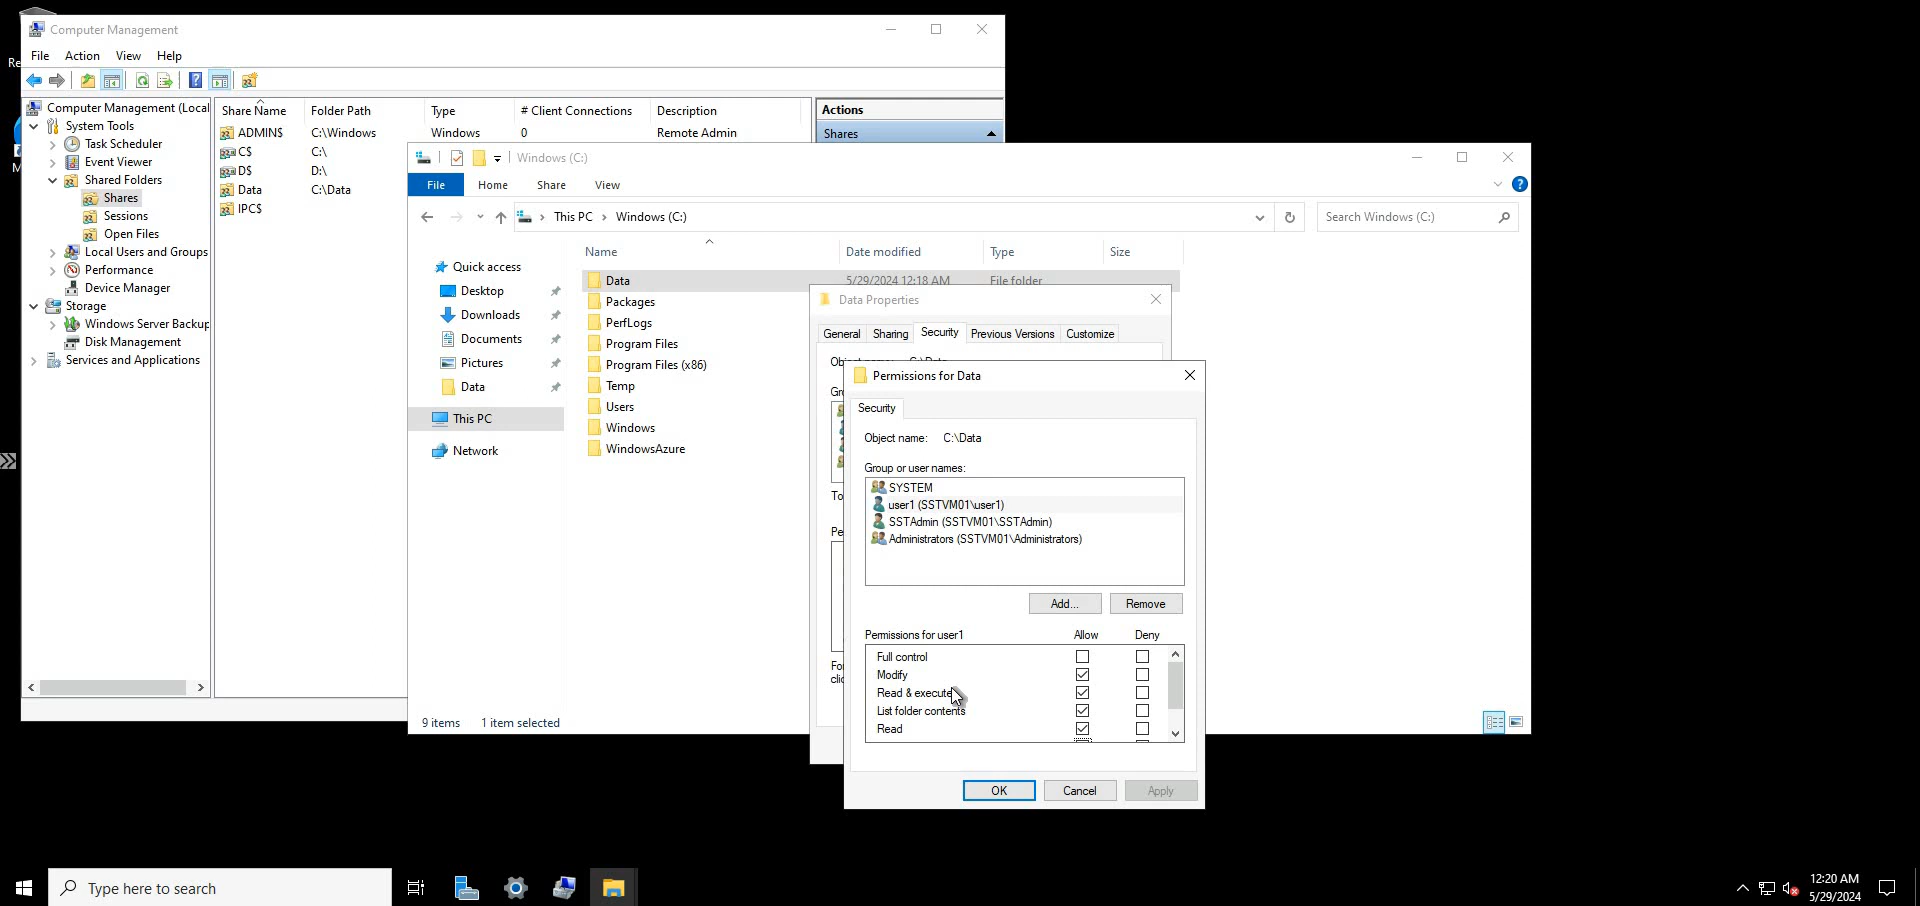 Computer Management
File Action View Help
Computer Management (Local
System Tools
Task Scheduler
Event Viewer
Shared Folders
Shares
Sessions
Open Files
Local Users and Groups
Performance
Device Manager
Storage
Windows Server Backup
Disk Management
Services and Applications
Share Name Folder Path Type # Client Connections Description
ADMIN$ C:\Windows Windows 0 Remote Admin
C$ C:\
D$ D:\
Data C:\Data
IPC$
Actions
Shares
Windows (C:)
File Home Share View
This PC > Windows (C:)
Search Windows (C:)
Quick access
Desktop
Downloads
Documents
Pictures
Data
This PC
Network
Name Date modified Type Size
Data 5/29/2024 12:18 AM File folder
Packages
PerfLogs
Program Files
Program Files (x86)
Temp
Users
Windows
WindowsAzure
9 items 1 item selected
Data Properties
General Sharing Security Previous Versions Customize
Permissions for Data
Security
Object name: C:\Data
Group or user names:
SYSTEM
user1 (SSTVM01\user1)
SSTAdmin (SSTVM01\SSTAdmin)
Administrators (SSTVM01\Administrators)
Add... Remove
Permissions for user1 Allow Deny
Full control
Modify
Read & execute
List folder contents
Read
OK Cancel Apply
Type here to search
12:20 AM
5/29/2024